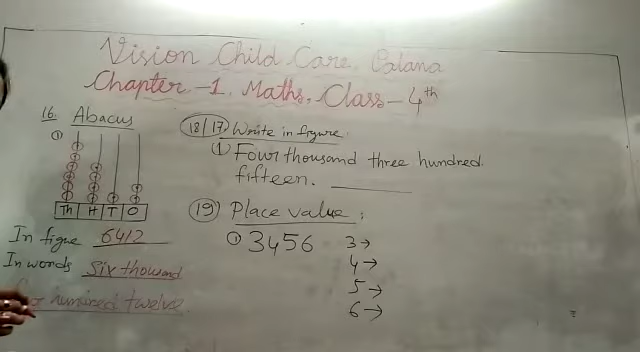 Vision Child Care, Calana
Chapter - 1, Maths, Class - 4th
16. Abacus
①
Th H T O
In figue 6412
In words Six thousand
hundred twelve.
18/17 Write in figure.
① Four thousand three hundred
fifteen. ________
19 Place value :
① 3456
3→
4→
5→
6→